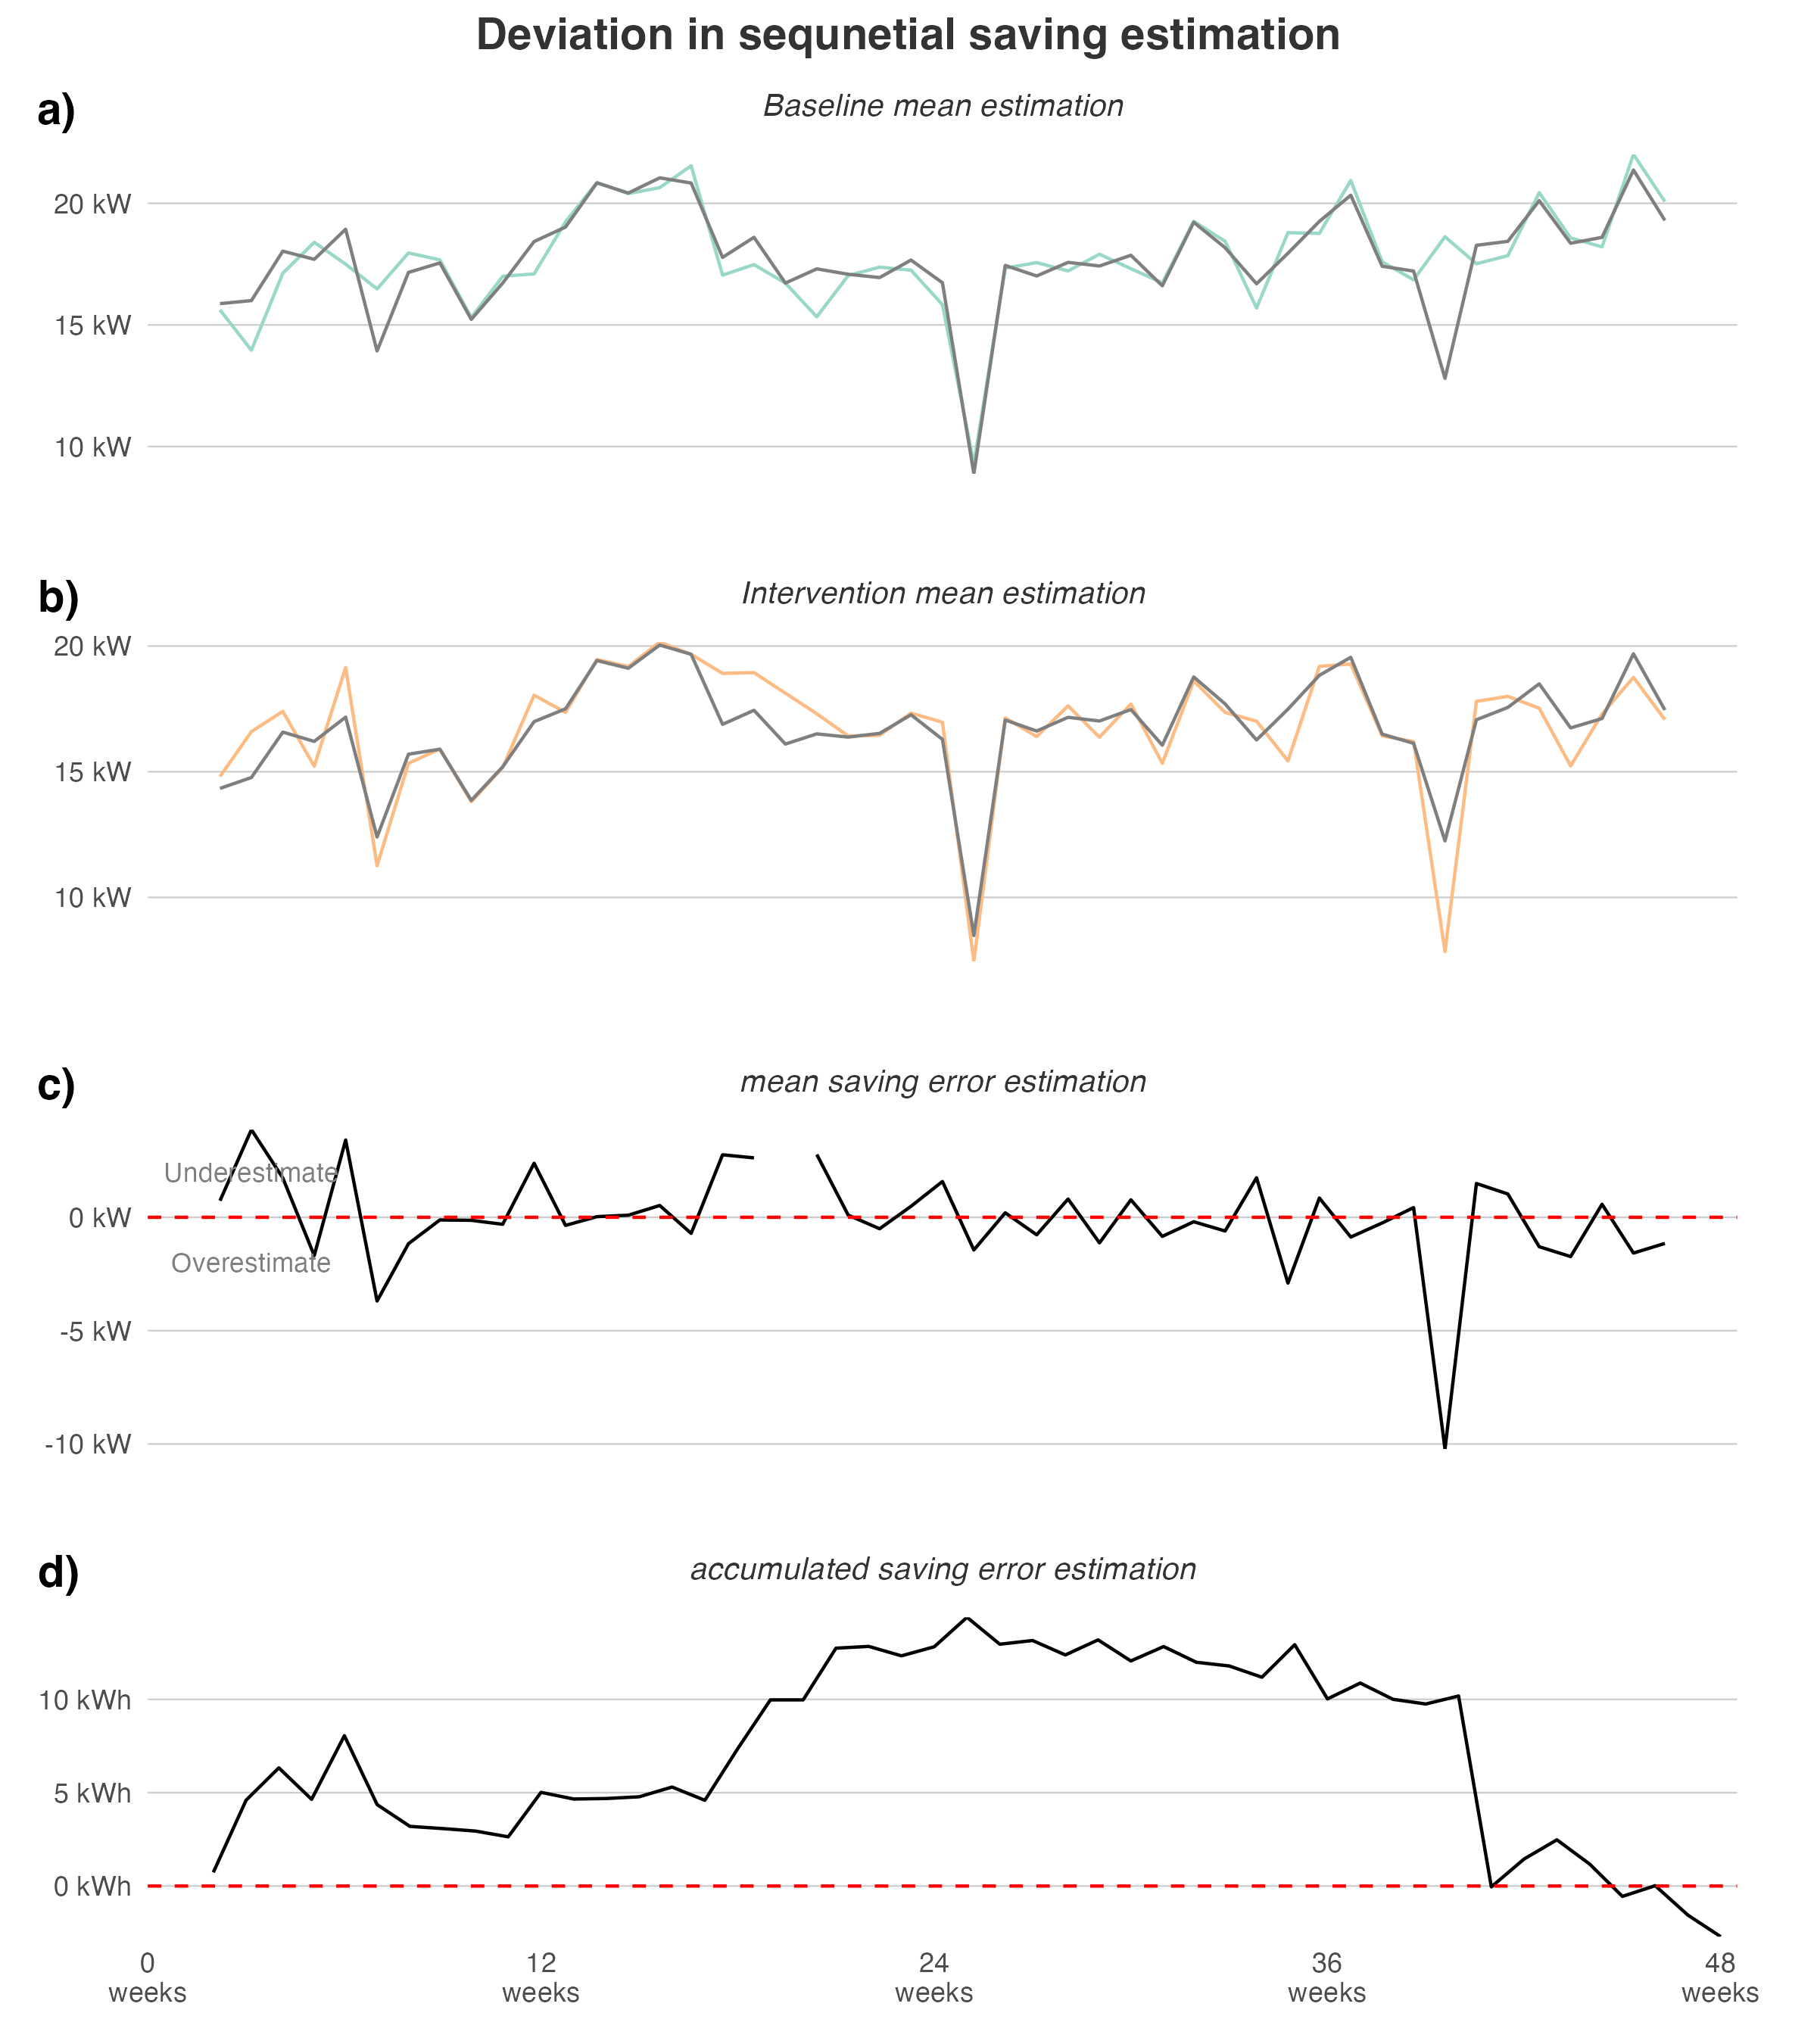 Deviation in sequnetial saving estimation
a)
Baseline mean estimation
20 kW
15 kW
10 kW
b)
Intervention mean estimation
20 kW
15 kW
10 kW
c)
mean saving error estimation
Underestimate
0 kW
Overestimate
-5 kW
-10 kW
d)
accumulated saving error estimation
10 kWh
5 kWh
0 kWh
0 12 24 36 48
weeks weeks weeks weeks weeks